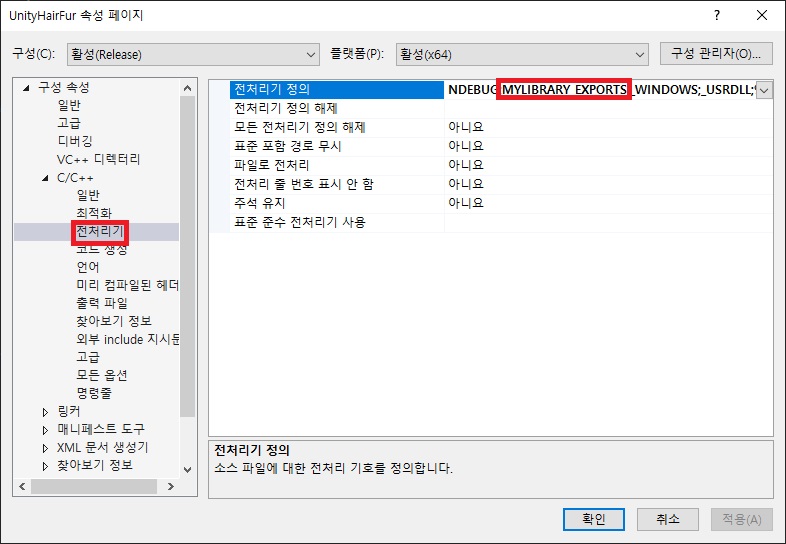 UnityHairFur 속성 페이지
구성(C): 활성(Release) 플랫폼(P): 활성(x64) 구성 관리자(O)...
구성 속성
일반
고급
디버깅
VC++ 디렉터리
C/C++
일반
최적화
전처리기
코드 생성
언어
미리 컴파일된 헤더
출력 파일
찾아보기 정보
외부 include 지시문
고급
모든 옵션
명령줄
링커
매니페스트 도구
XML 문서 생성기
찾아보기 정보
전처리기 정의 NDEBUG MYLIBRARY_EXPORTS _WINDOWS;_USRDLL;
전처리기 정의 해제
모든 전처리기 정의 해제 아니요
표준 포함 경로 무시 아니요
파일로 전처리 아니요
전처리 줄 번호 표시 안 함 아니요
주석 유지 아니요
표준 준수 전처리기 사용
전처리기 정의
소스 파일에 대한 전처리 기호를 정의합니다.
확인 취소 적용(A)